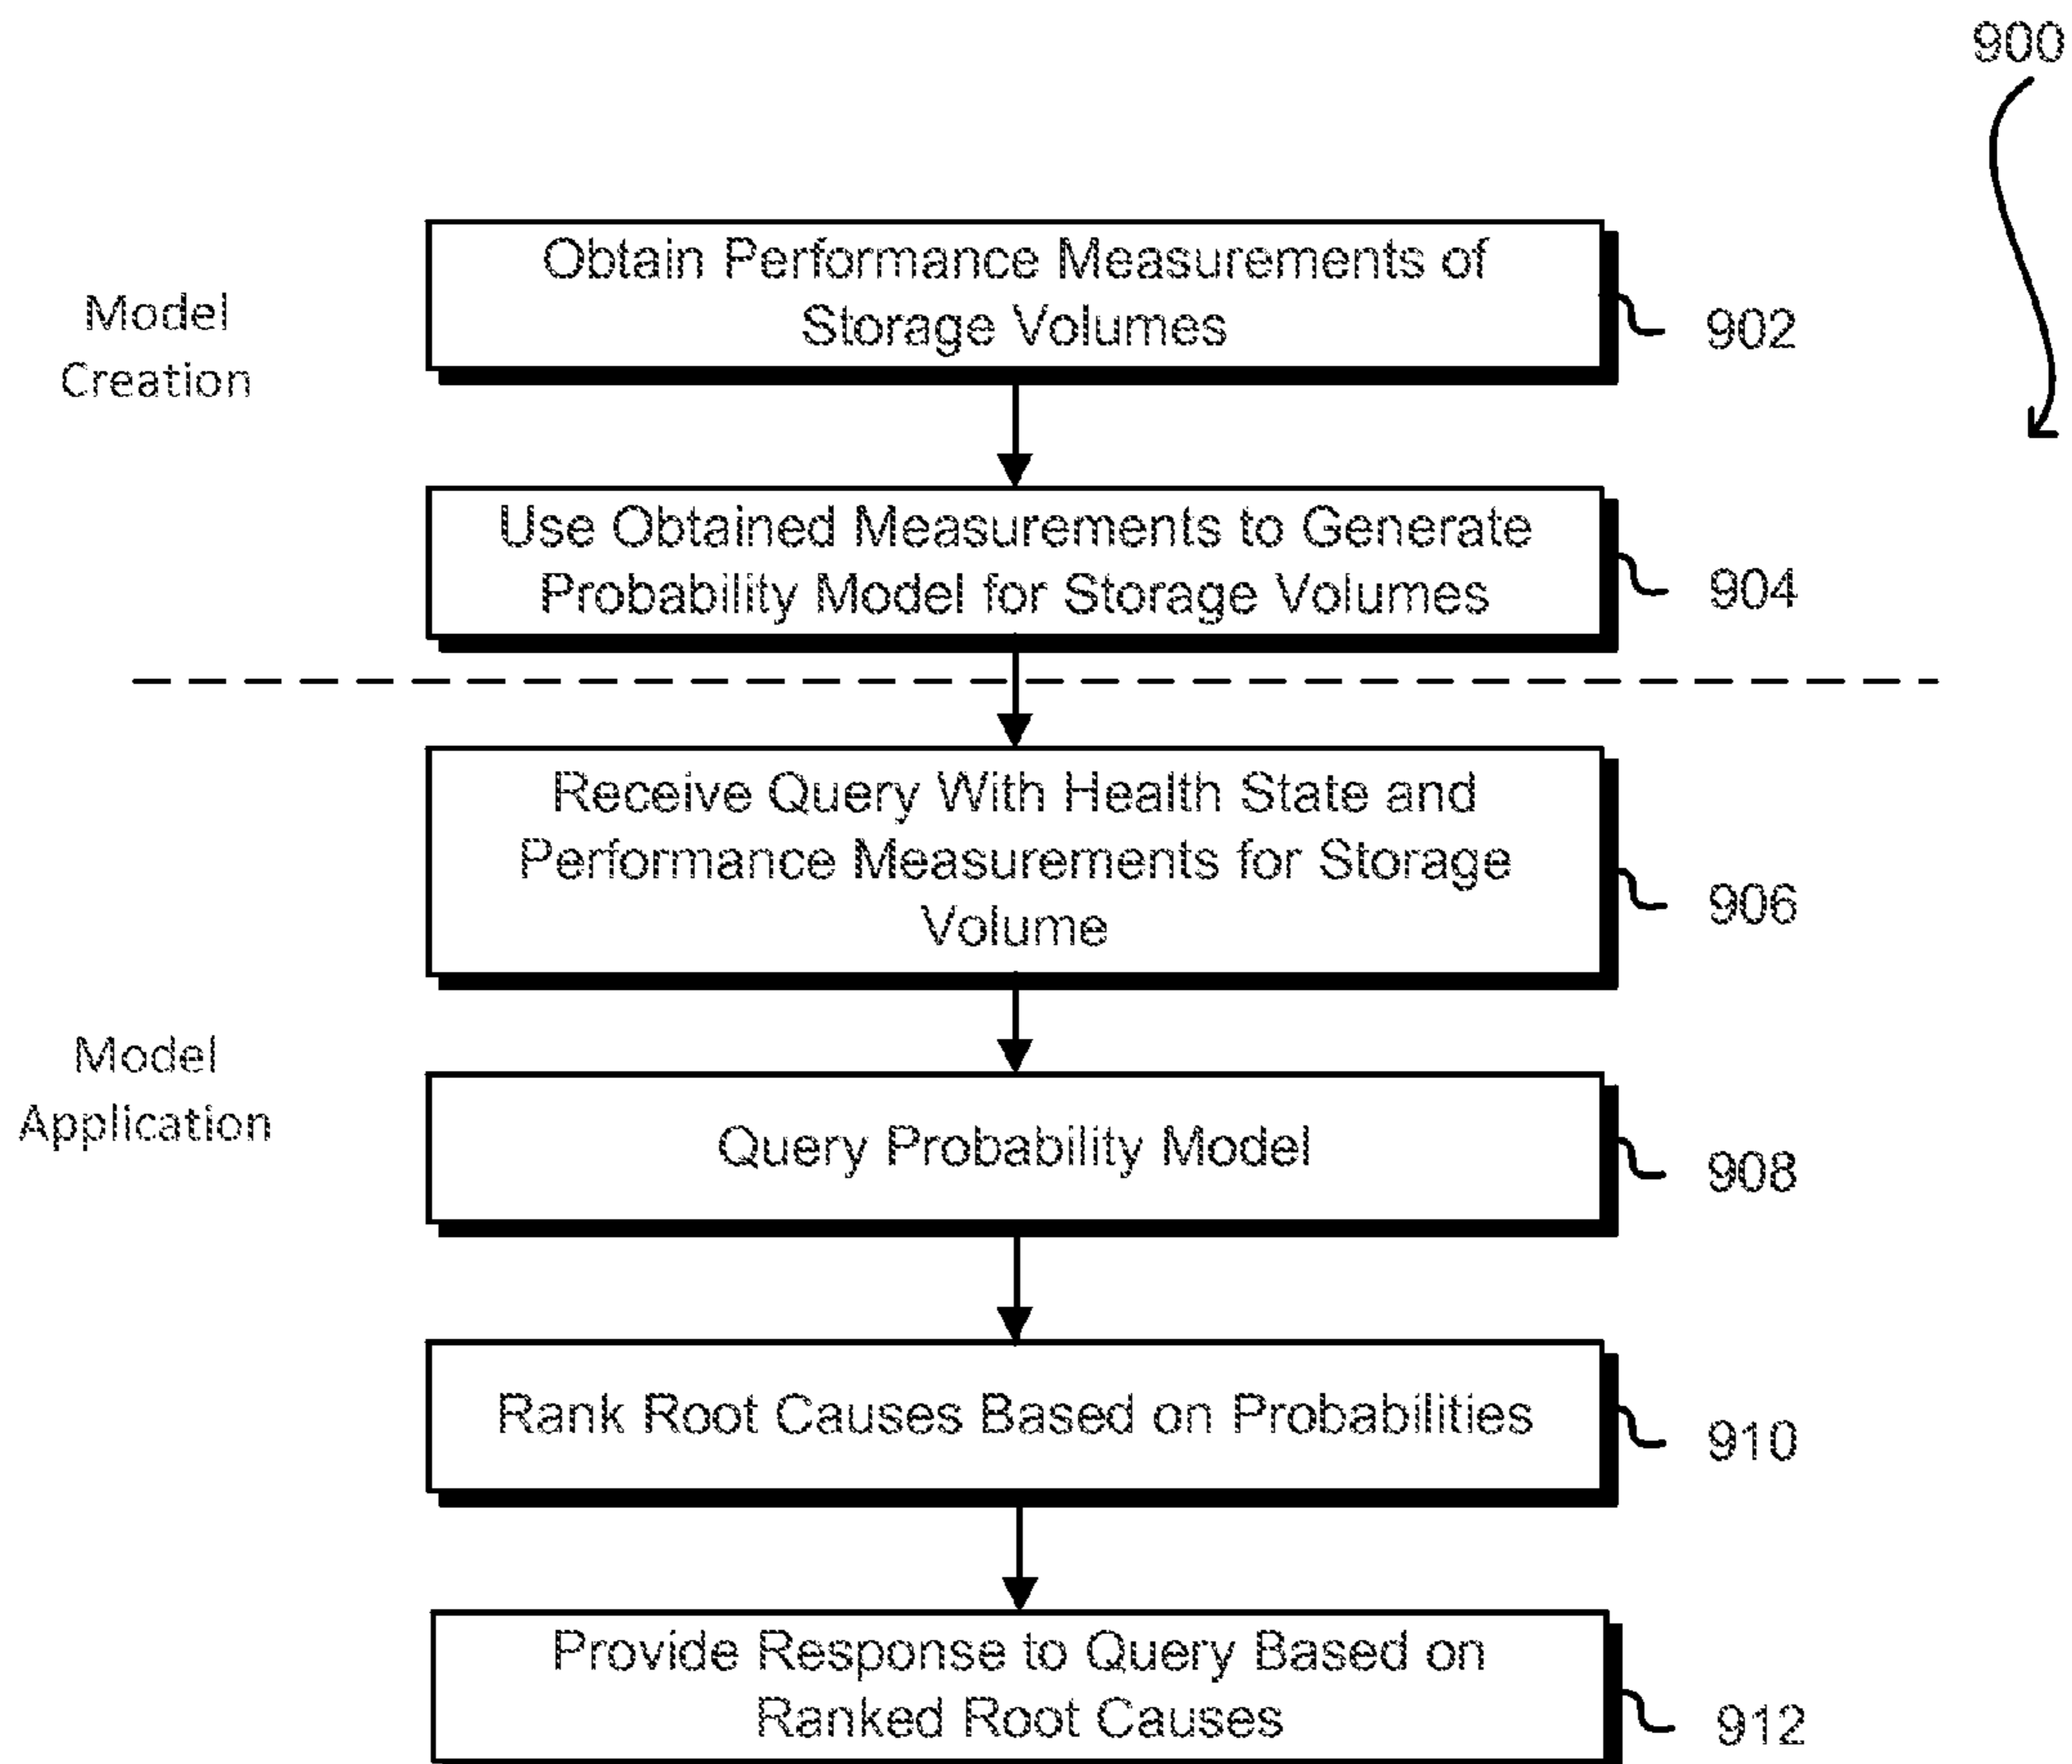 900
Obtain Performance Measurements of
Storage Volumes
902
Model
Creation
Use Obtained Measurements to Generate
Probability Model for Storage Volumes
904
Receive Query With Health State and
Performance Measurements for Storage
Volume
906
Model
Application
Query Probability Model
908
Rank Root Causes Based on Probabilities
910
Provide Response to Query Based on
Ranked Root Causes
912